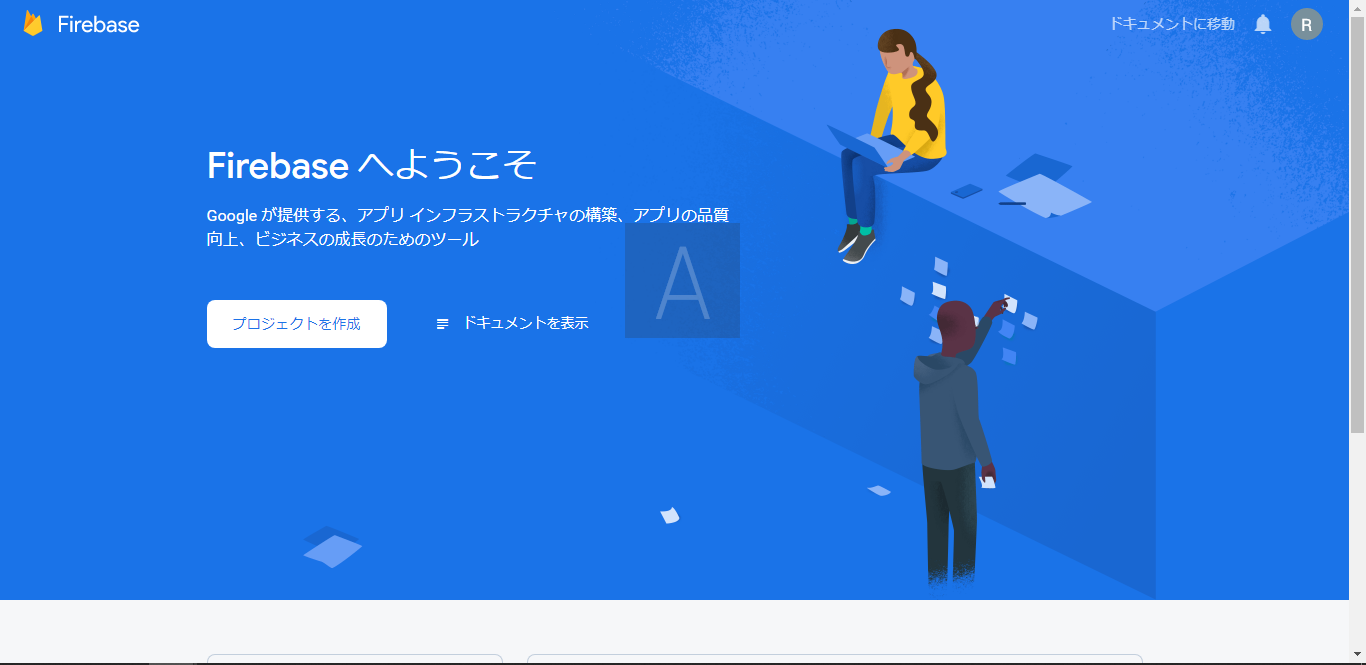 Firebase
ドキュメントに移動
R
Firebase へようこそ
Google が提供する、アプリ インフラストラクチャの構築、アプリの品質
向上、ビジネスの成長のためのツール
A
プロジェクトを作成
ドキュメントを表示